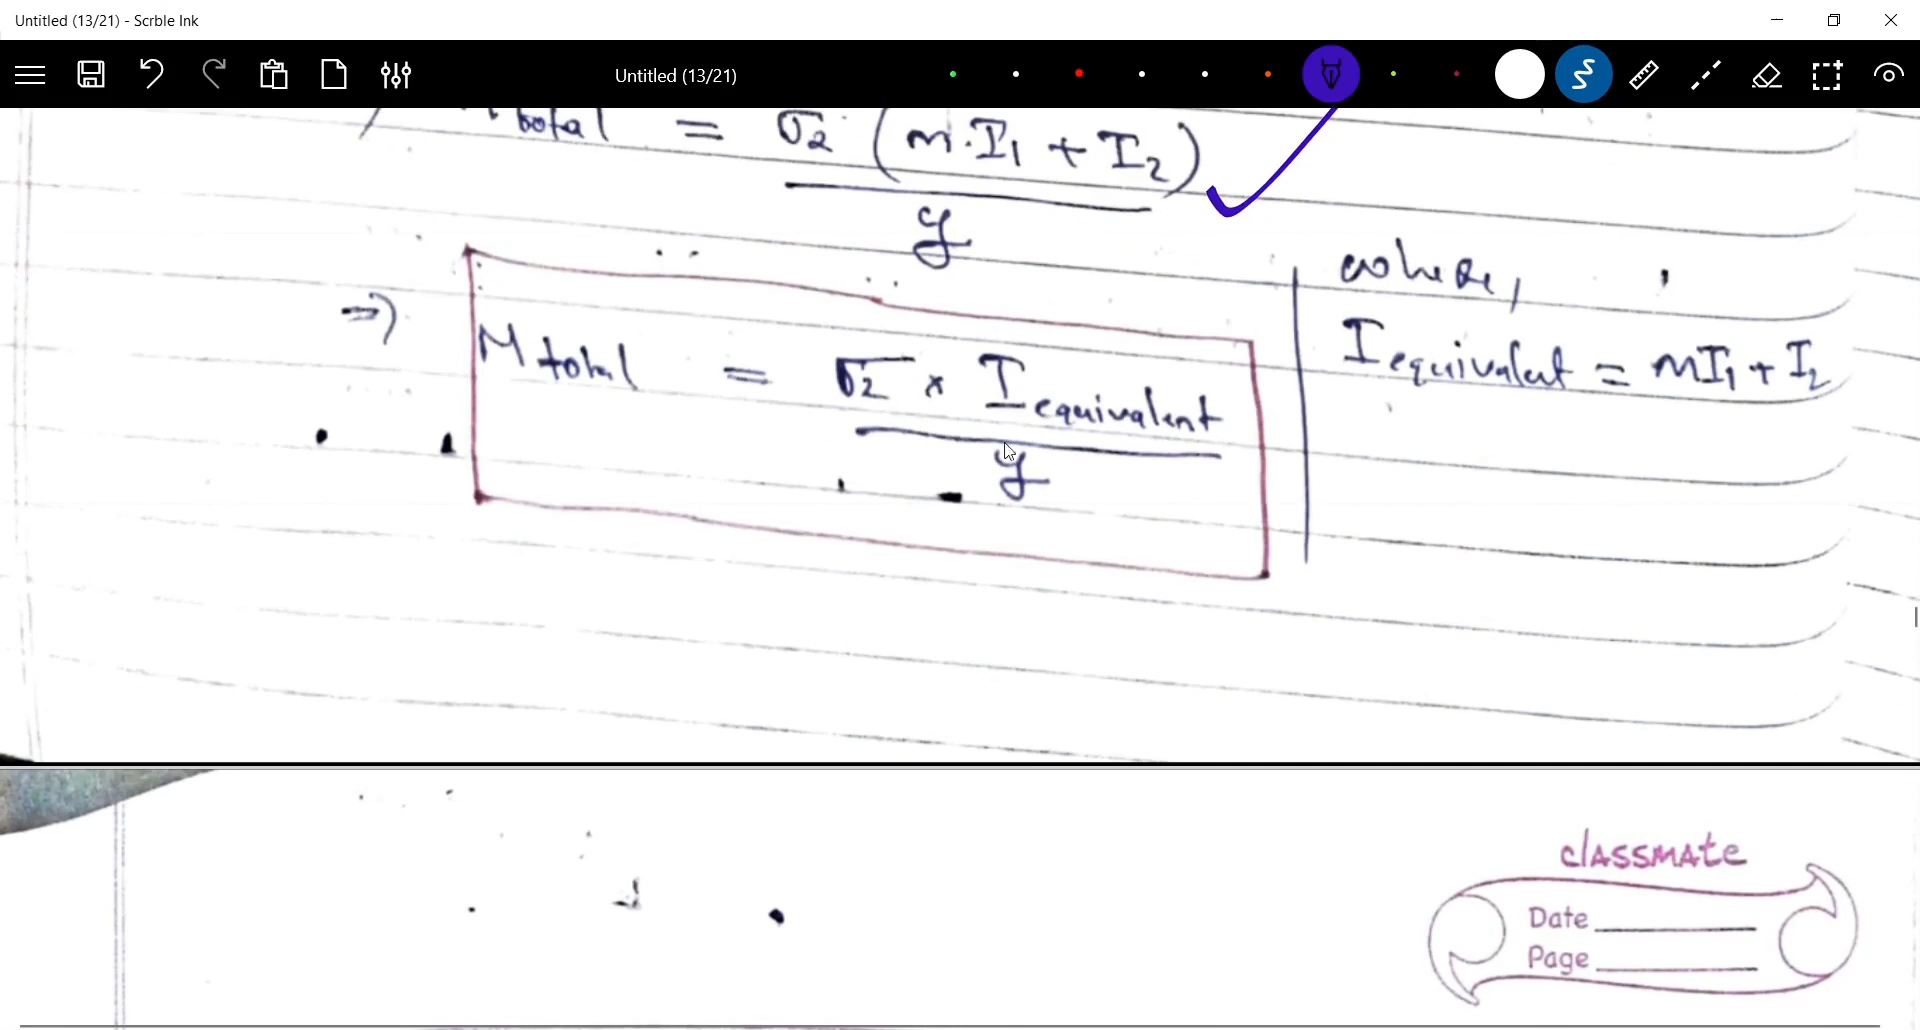 Untitled (13/21) - Scrble Ink
Untitled (13/21)
total = σ₂ (m·I₁ + I₂)
y
⇒ M total = σ₂ × I equivalent
y
where,
I equivalent = mI₁ + I₂
classmate
Date
Page